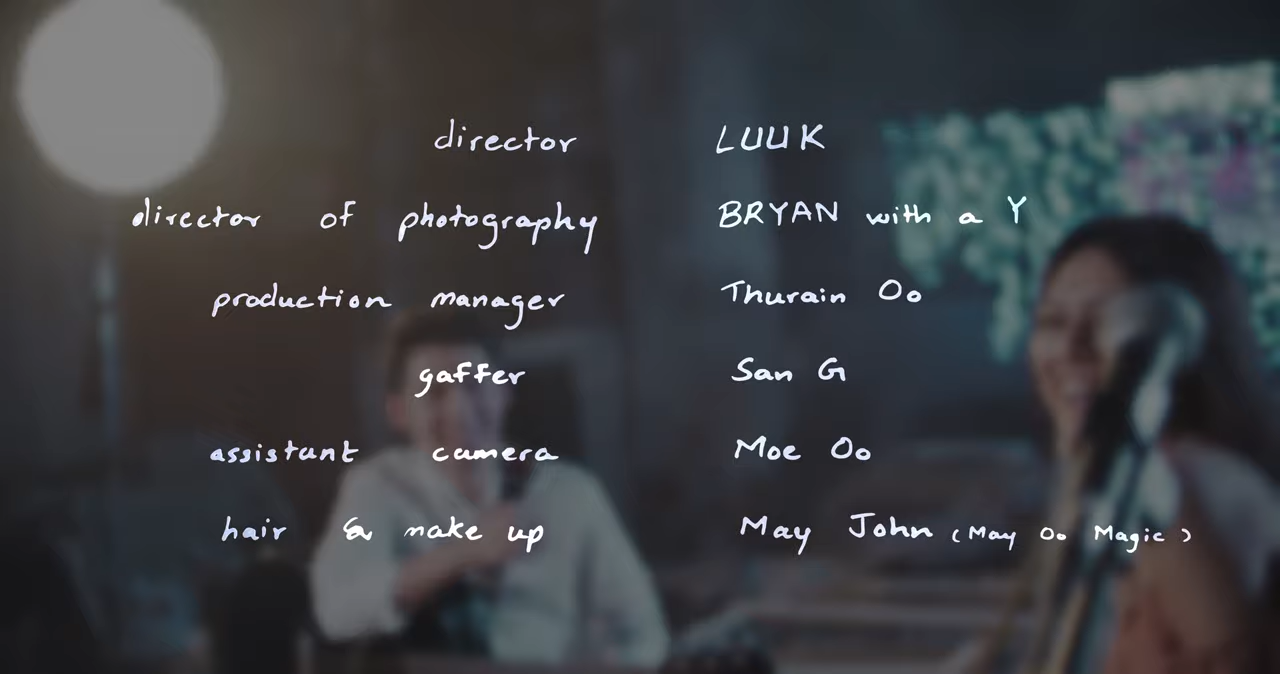 director LUUK
director of photography BRYAN with a Y
production manager Thurain Oo
gaffer San G
assistant camera Moe Oo
hair & make up May John (May Oo Magic)